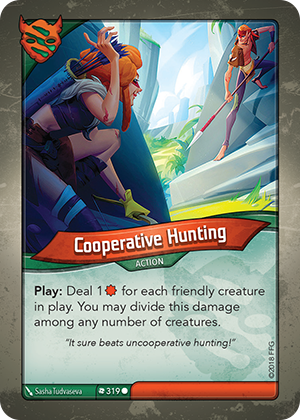 Cooperative Hunting
ACTION
Play: Deal 1 for each friendly creature
in play. You may divide this damage
among any number of creatures.
"It sure beats uncooperative hunting!"
©2018 FFG
Sasha Tudvaseva
319